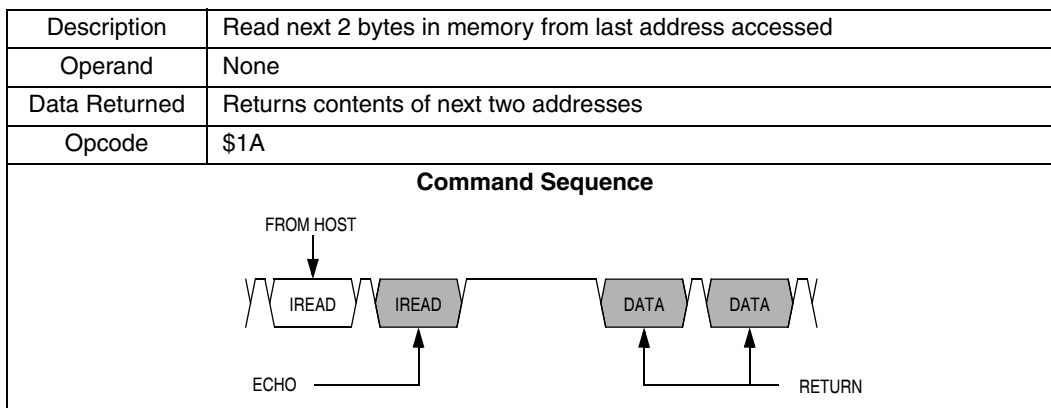 Description Read next 2 bytes in memory from last address accessed
Operand None
Data Returned Returns contents of next two addresses
Opcode $1A
Command Sequence
FROM HOST
IREAD IREAD DATA DATA
ECHO RETURN